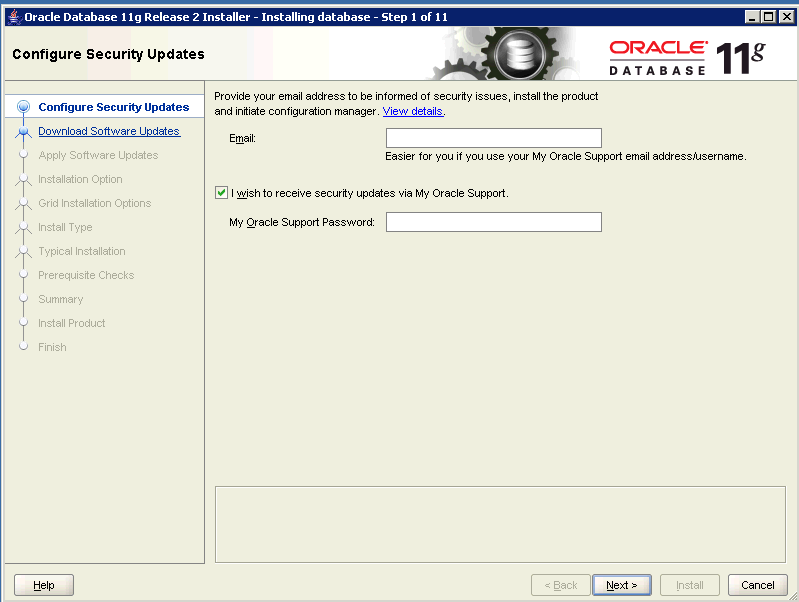 Oracle Database 11g Release 2 Installer - Installing database - Step 1 of 11
Configure Security Updates
ORACLE
DATABASE
11g
Configure Security Updates
Download Software Updates
Apply Software Updates
Installation Option
Grid Installation Options
Install Type
Typical Installation
Prerequisite Checks
Summary
Install Product
Finish
Provide your email address to be informed of security issues, install the product
and initiate configuration manager. View details.
Email:
Easier for you if you use your My Oracle Support email address/username.
I wish to receive security updates via My Oracle Support.
My Oracle Support Password:
Help
< Back
Next >
Install
Cancel